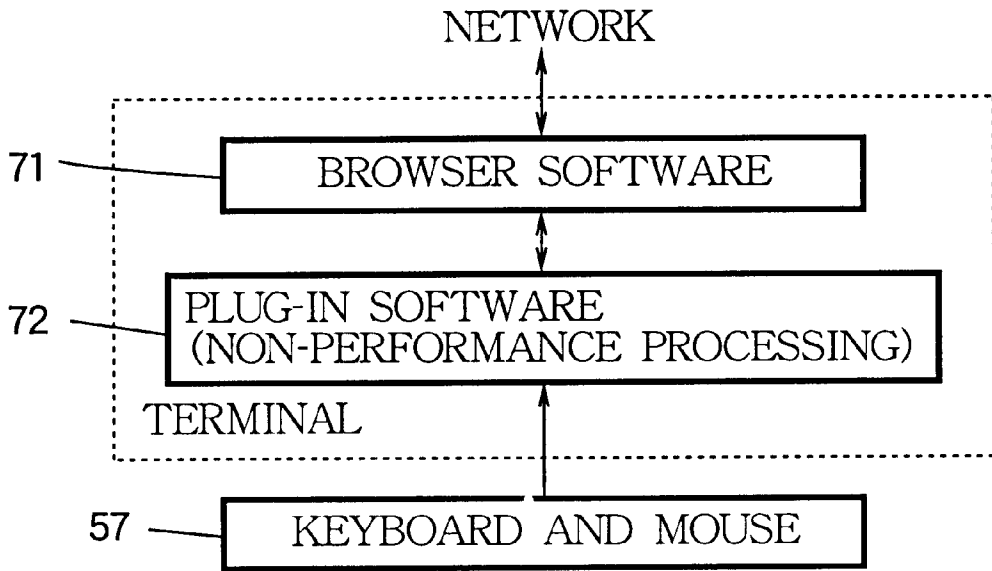 NETWORK
71
BROWSER SOFTWARE
72
PLUG-IN SOFTWARE
(NON-PERFORMANCE PROCESSING)
TERMINAL
57
KEYBOARD AND MOUSE